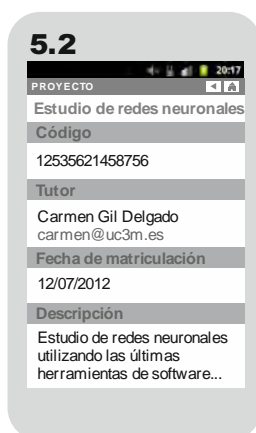 5.2
20:17
PROYECTO
Estudio de redes neuronales
Código
12535621458756
Tutor
Carmen Gil Delgado
carmen@uc3m.es
Fecha de matriculación
12/07/2012
Descripción
Estudio de redes neuronales
utilizando las últimas
herramientas de software...